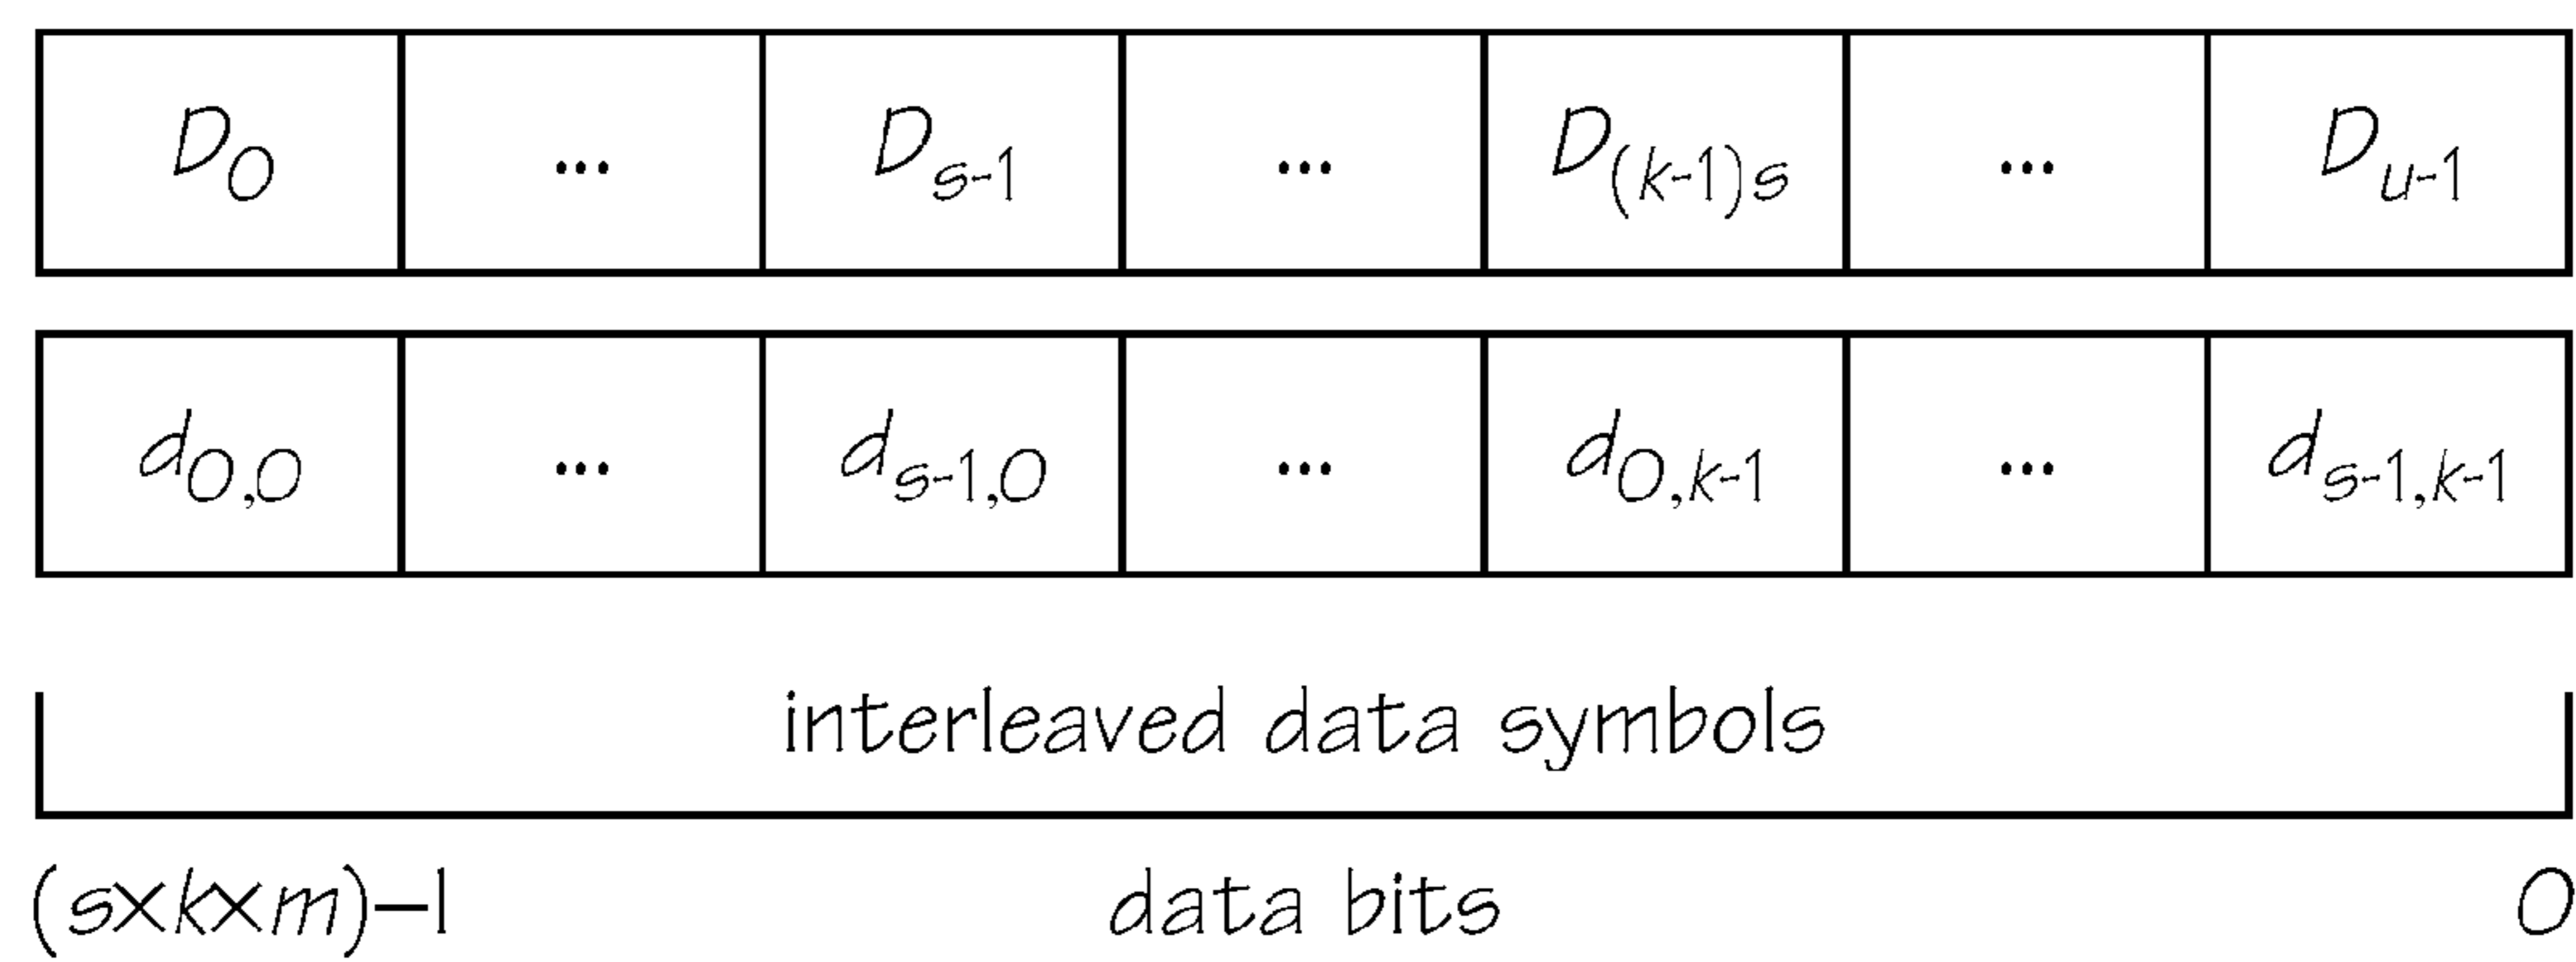 D0 ... Ds-1 ... D(k-1)s ... Du-1
d0,0 ... ds-1,0 ... d0,k-1 ... ds-1,k-1
interleaved data symbols
(s×k×m)−1 data bits 0